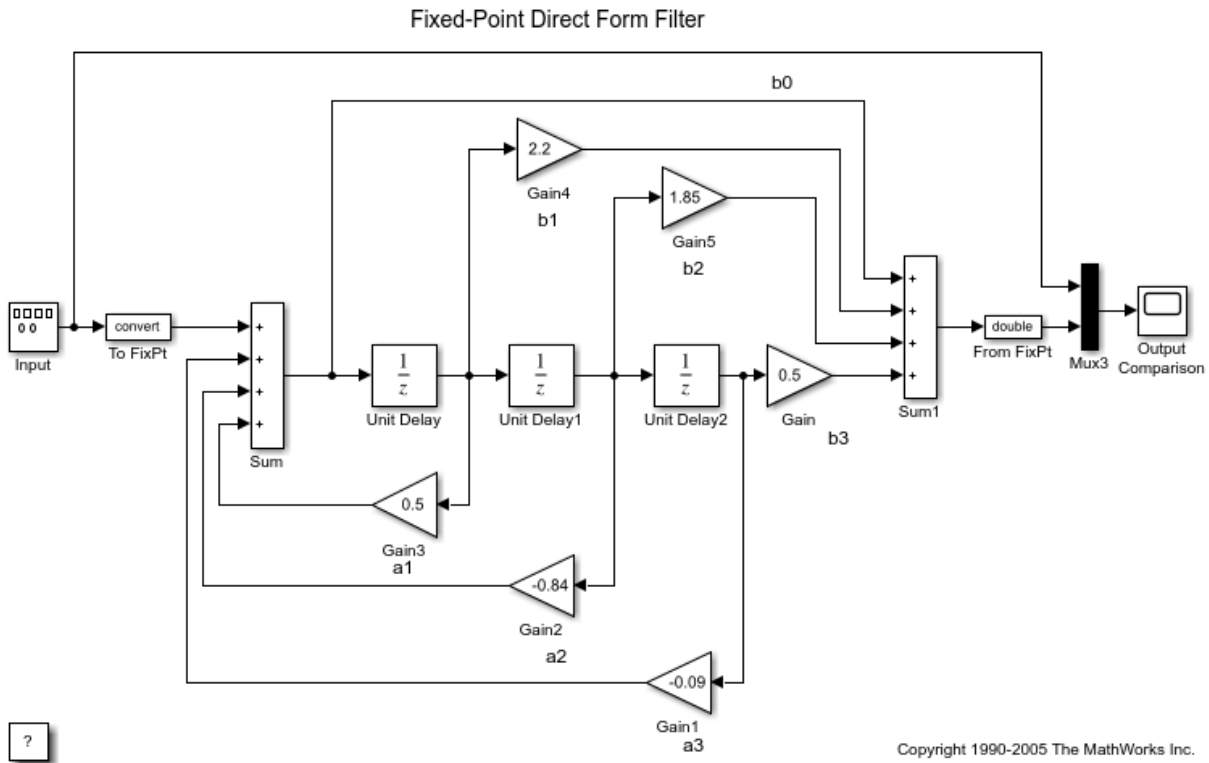 Fixed-Point Direct Form Filter
b0
2.2
Gain4
b1
1.85
Gain5
b2
0 0
Input
convert
To FixPt
+
+
+
+
Sum
1
z
Unit Delay
1
z
Unit Delay1
1
z
Unit Delay2
0.5
Gain
b3
+
+
+
+
Sum1
double
From FixPt
Mux3
Output
Comparison
0.5
Gain3
a1
-0.84
Gain2
a2
-0.09
Gain1
a3
?
Copyright 1990-2005 The MathWorks Inc.